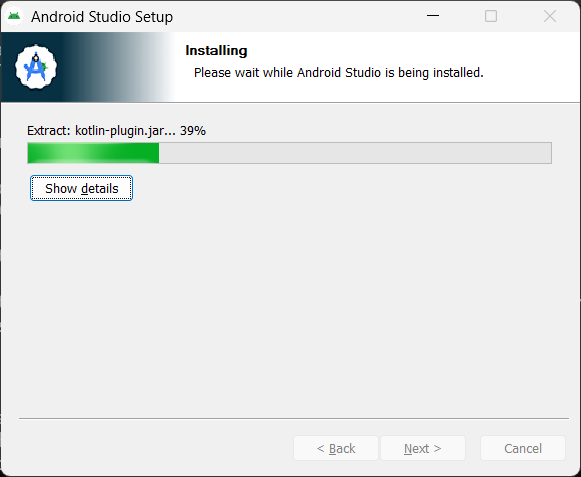 Android Studio Setup
Installing
Please wait while Android Studio is being installed.
Extract: kotlin-plugin.jar... 39%
Show details
< Back
Next >
Cancel